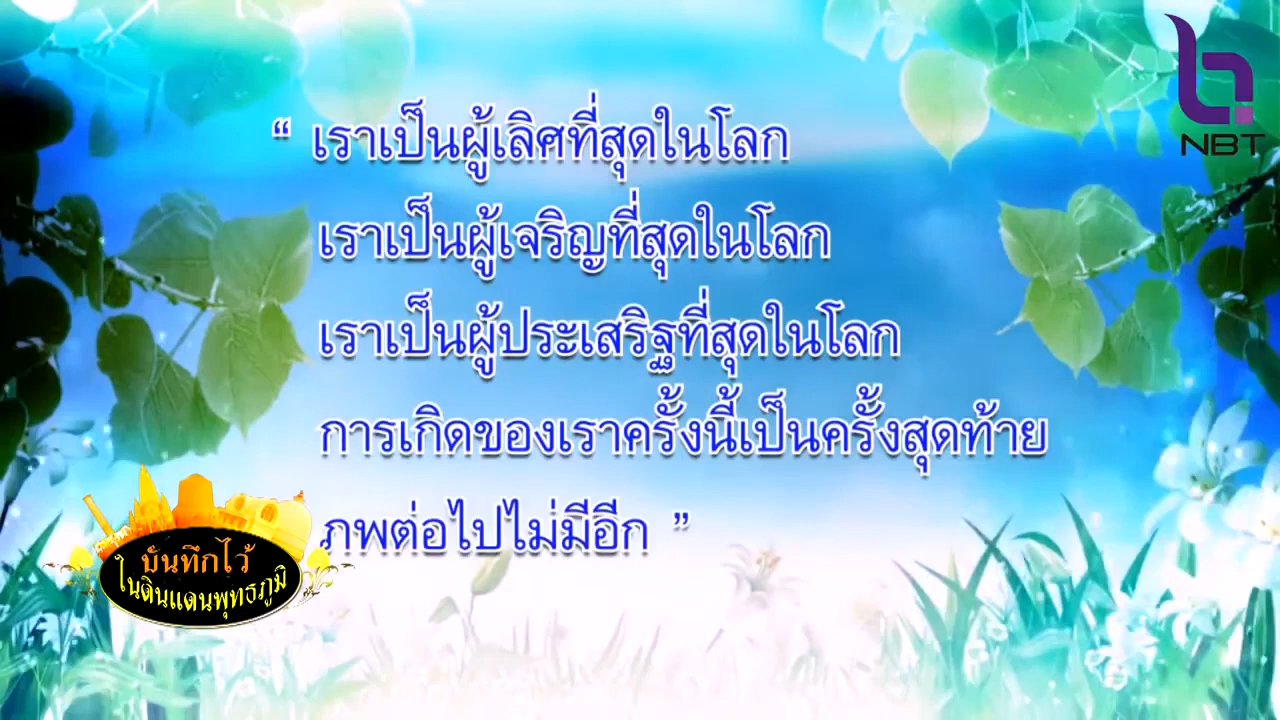 “ เราเป็นผู้เลิศที่สุดในโลก
เราเป็นผู้เจริญที่สุดในโลก
เราเป็นผู้ประเสริฐที่สุดในโลก
การเกิดของเราครั้งนี้เป็นครั้งสุดท้าย
ภพต่อไปไม่มีอีก ”
NBT
บันทึกไว้
ในดินแดนพุทธภูมิ